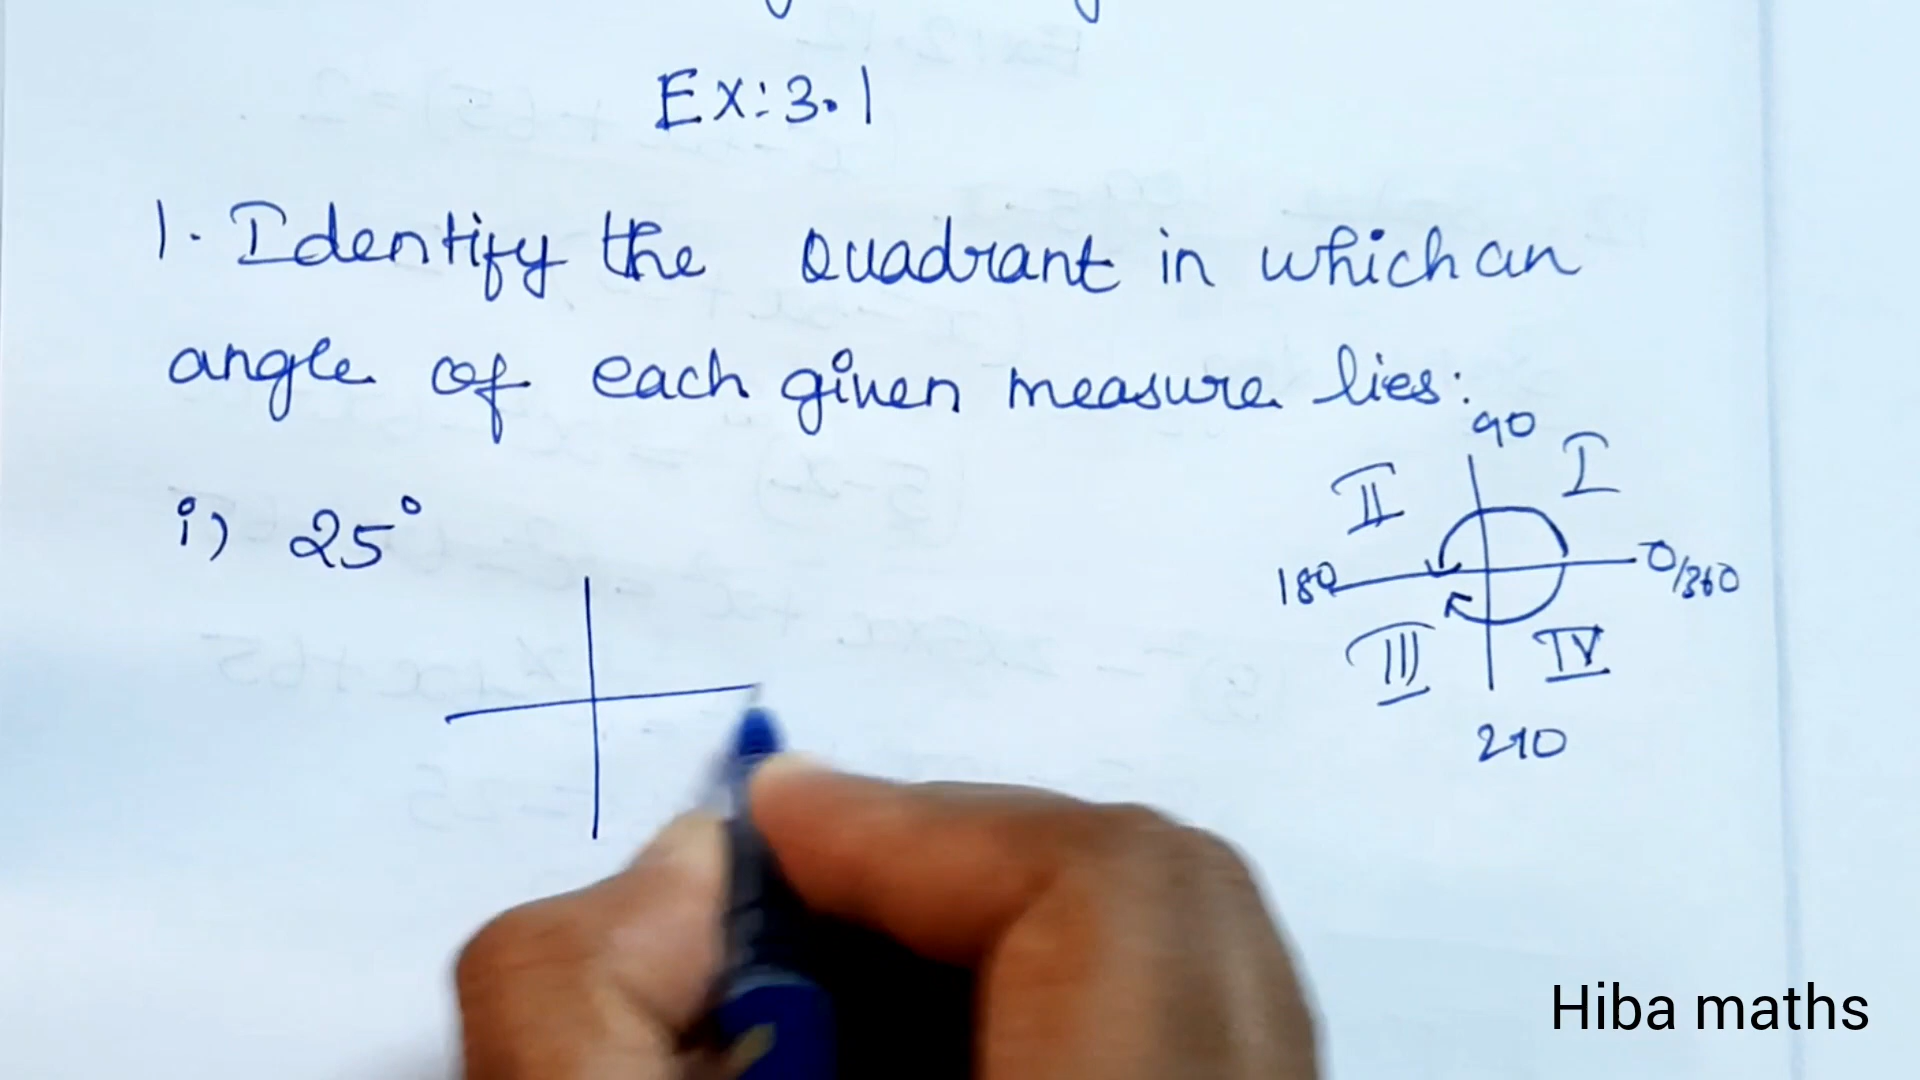 Ex: 3.1
1. Identify the Quadrant in which an
angle of each given measure lies:
i) 25°
90
II
I
180
0/360
III
IV
270
Hiba maths